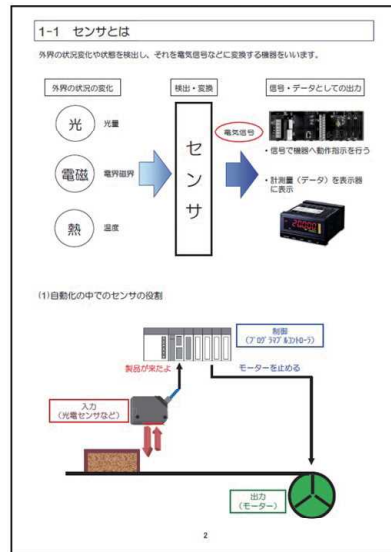 1-1 センサとは
外界の状況変化や状態を検出し、それを電気信号などに変換する機器をいいます。
外界の状況の変化
検出・変換
信号・データとしての出力
光
光量
電気信号
・信号で機器へ動作指示を行う
電磁
電界磁界
センサ
・計測量（データ）を表示器
に表示
熱
温度
(1)自動化の中でのセンサの役割
制御
(ﾌﾟﾛｸﾞﾗﾏﾌﾞﾙｺﾝﾄﾛｰﾗ)
製品が来たよ
モーターを止める
入力
(光電センサなど)
出力
(モーター)
2